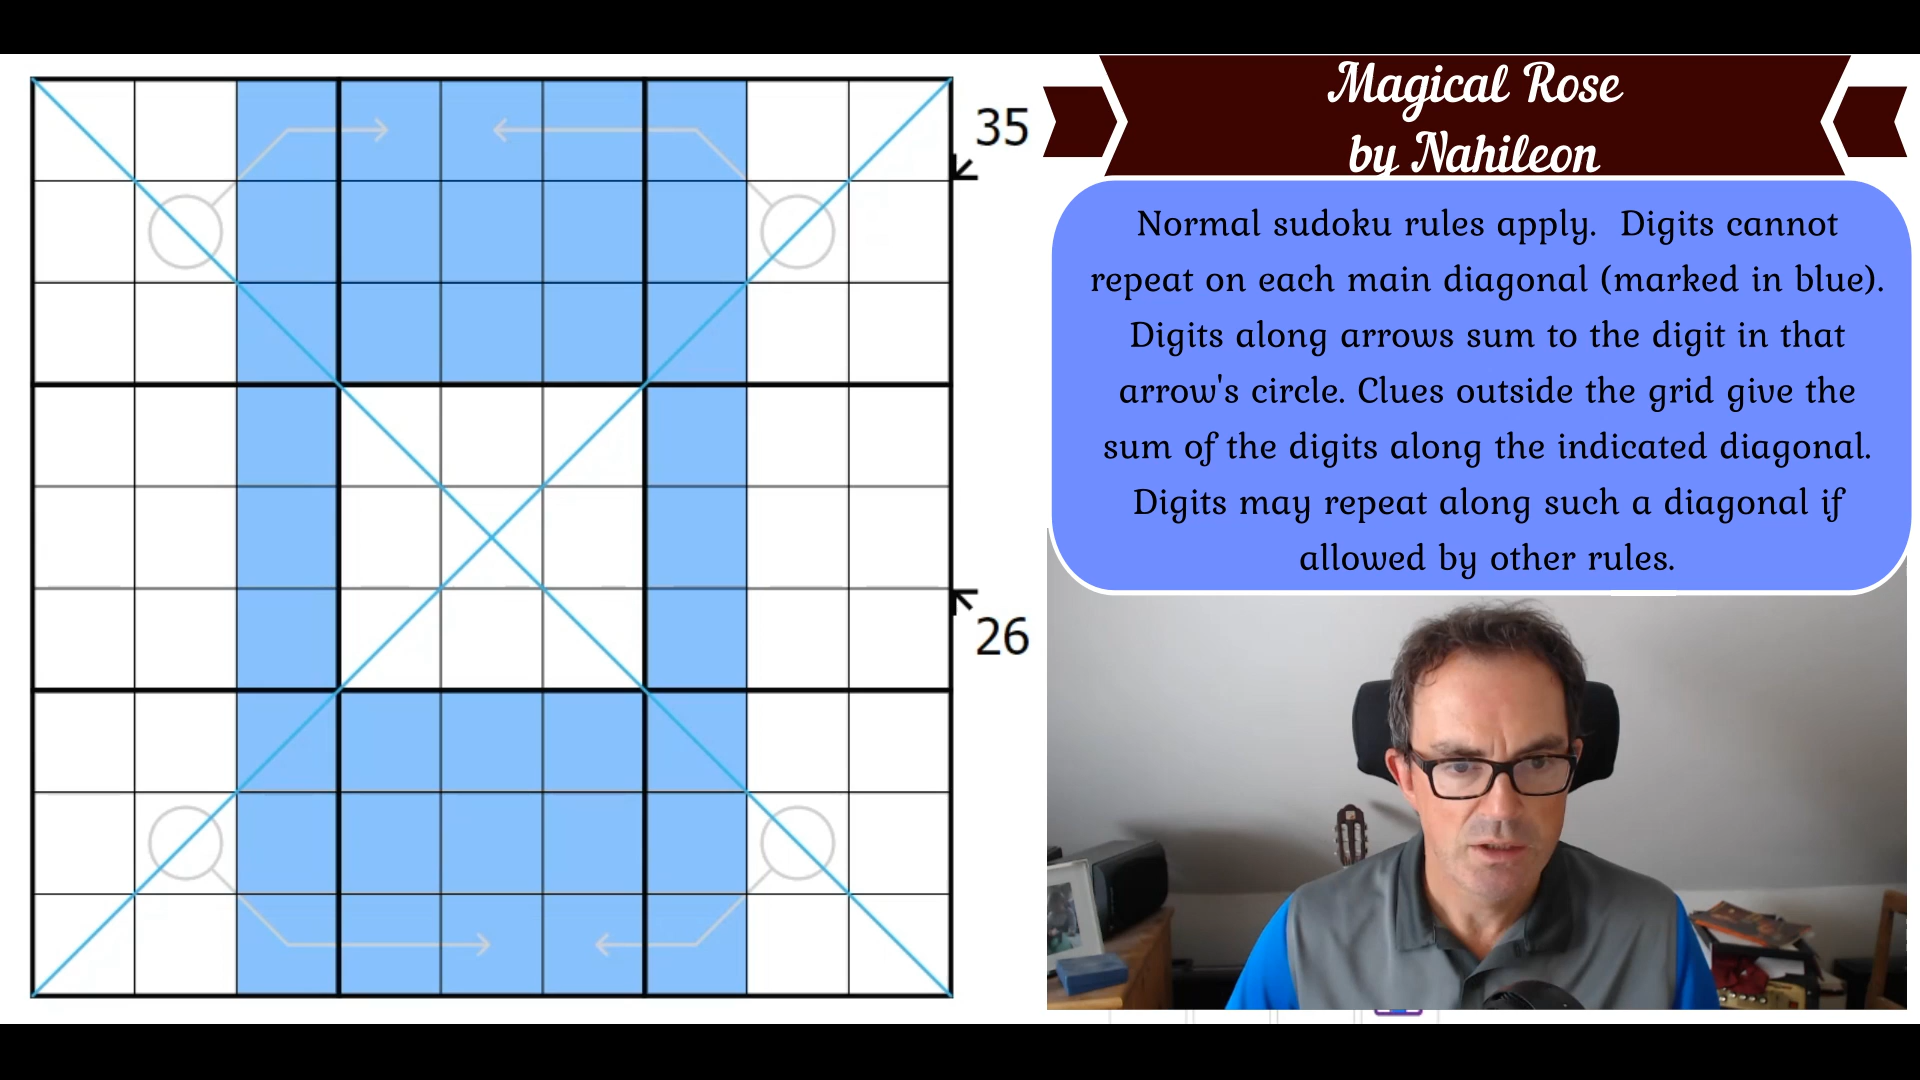 Magical Rose
by Nahileon
35
Normal sudoku rules apply.  Digits cannot
repeat on each main diagonal (marked in blue).
Digits along arrows sum to the digit in that
arrow's circle. Clues outside the grid give the
sum of the digits along the indicated diagonal.
Digits may repeat along such a diagonal if
allowed by other rules.
26